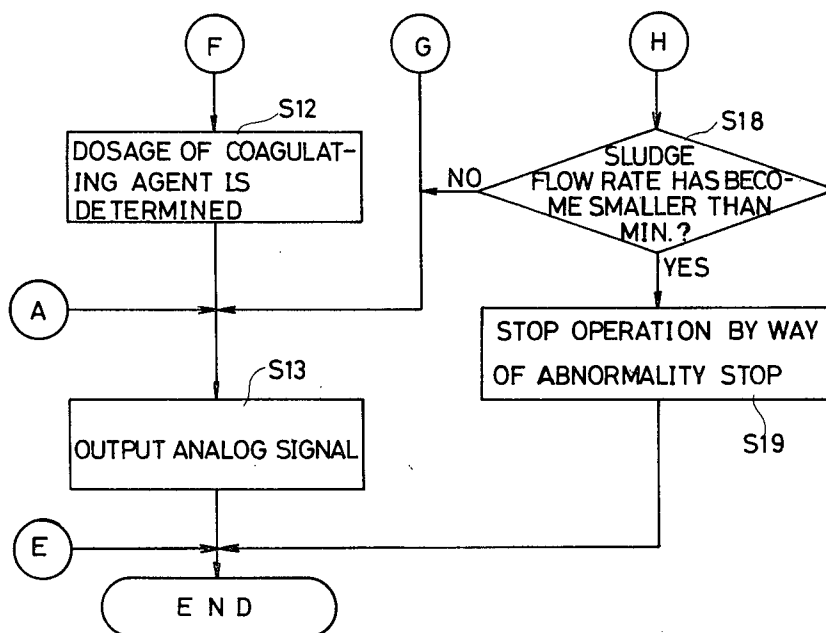 F
G
H
S12
DOSAGE OF COAGULAT-
ING AGENT IS
DETERMINED
S18
SLUDGE
FLOW RATE HAS BECO-
ME SMALLER THAN
MIN.?
NO
YES
A
STOP OPERATION BY WAY
OF ABNORMALITY STOP
S19
S13
OUTPUT ANALOG SIGNAL
E
END